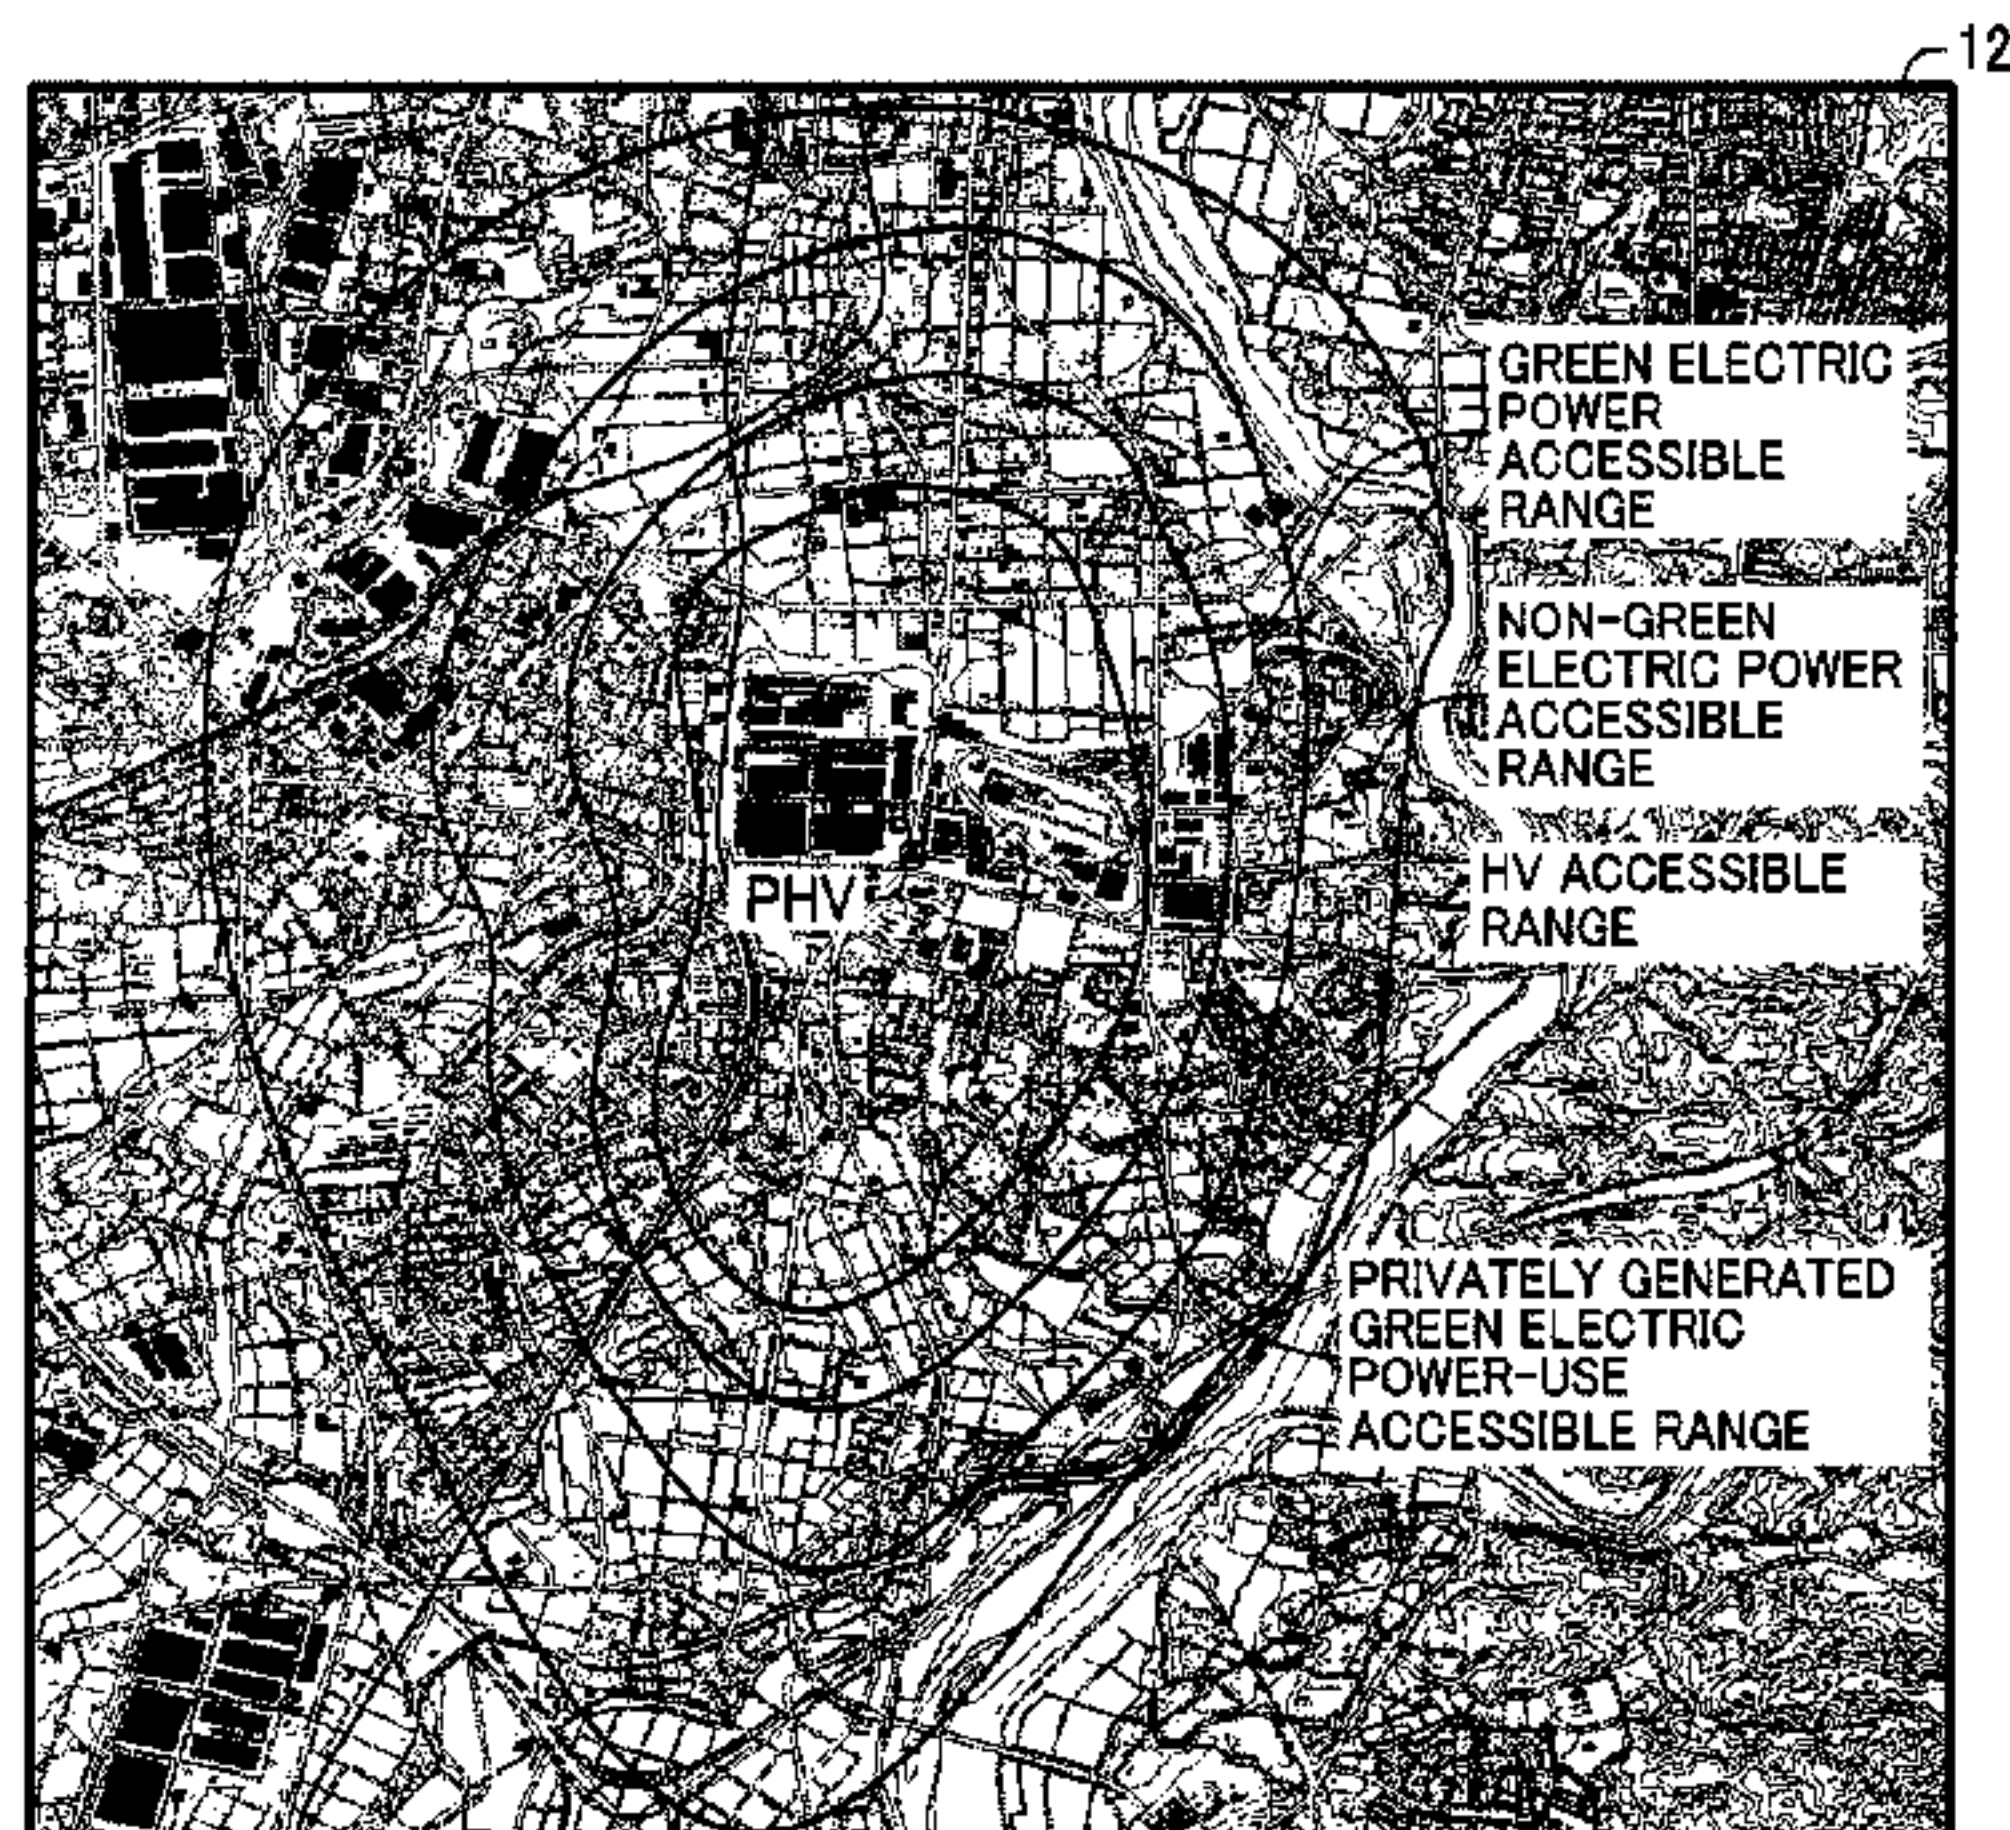 12
GREEN ELECTRIC
POWER
ACCESSIBLE
RANGE
NON-GREEN
ELECTRIC POWER
ACCESSIBLE
RANGE
HV ACCESSIBLE
RANGE
PHV
PRIVATELY GENERATED
GREEN ELECTRIC
POWER-USE
ACCESSIBLE RANGE